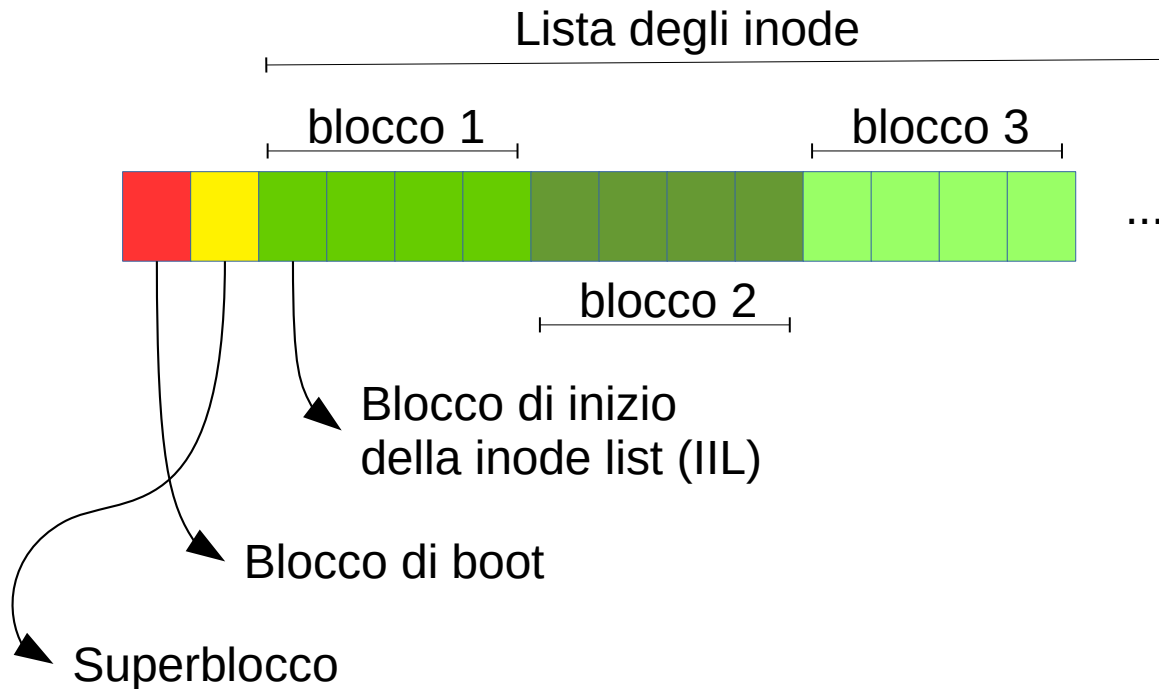 Lista degli inode
blocco 1
blocco 3
...
blocco 2
Blocco di inizio
della inode list (IIL)
Blocco di boot
Superblocco